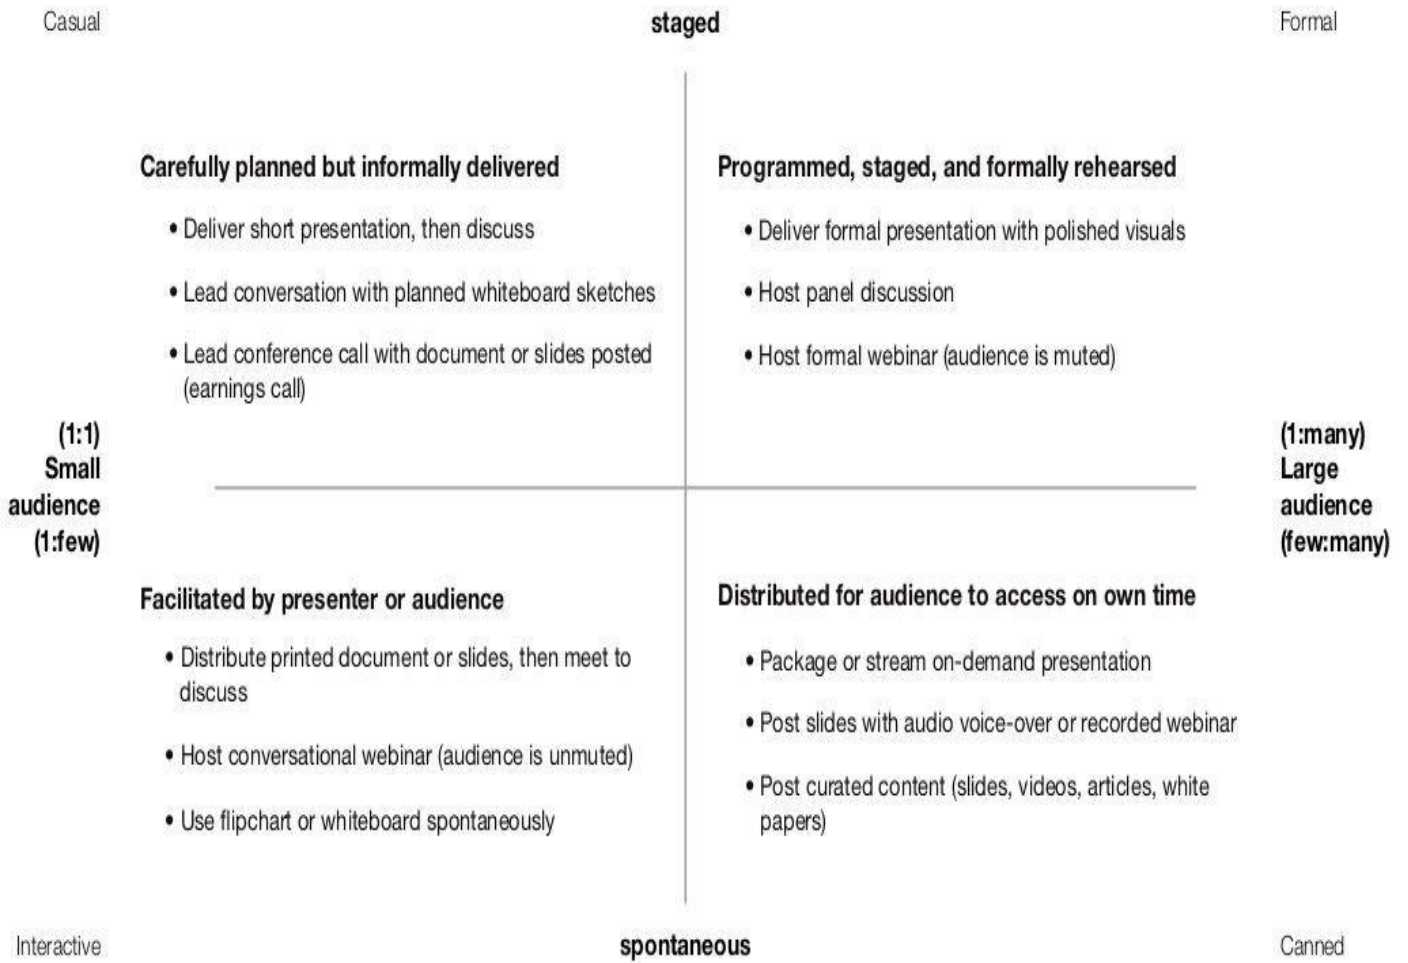 Casual
staged
Formal
Carefully planned but informally delivered
• Deliver short presentation, then discuss
• Lead conversation with planned whiteboard sketches
• Lead conference call with document or slides posted
(earnings call)
Programmed, staged, and formally rehearsed
• Deliver formal presentation with polished visuals
• Host panel discussion
• Host formal webinar (audience is muted)
(1:1)
Small
audience
(1:few)
(1:many)
Large
audience
(few:many)
Facilitated by presenter or audience
• Distribute printed document or slides, then meet to
discuss
• Host conversational webinar (audience is unmuted)
• Use flipchart or whiteboard spontaneously
Distributed for audience to access on own time
• Package or stream on-demand presentation
• Post slides with audio voice-over or recorded webinar
• Post curated content (slides, videos, articles, white
papers)
Interactive
spontaneous
Canned